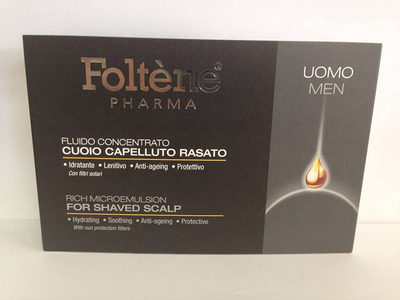 Foltène®
PHARMA
UOMO
MEN
FLUIDO CONCENTRATO
CUOIO CAPELLUTO RASATO
• Idratante • Lenitivo • Anti-ageing • Protettivo
Con filtri solari
RICH MICROEMULSION
FOR SHAVED SCALP
• Hydrating • Soothing • Anti-ageing • Protective
With sun protection filters